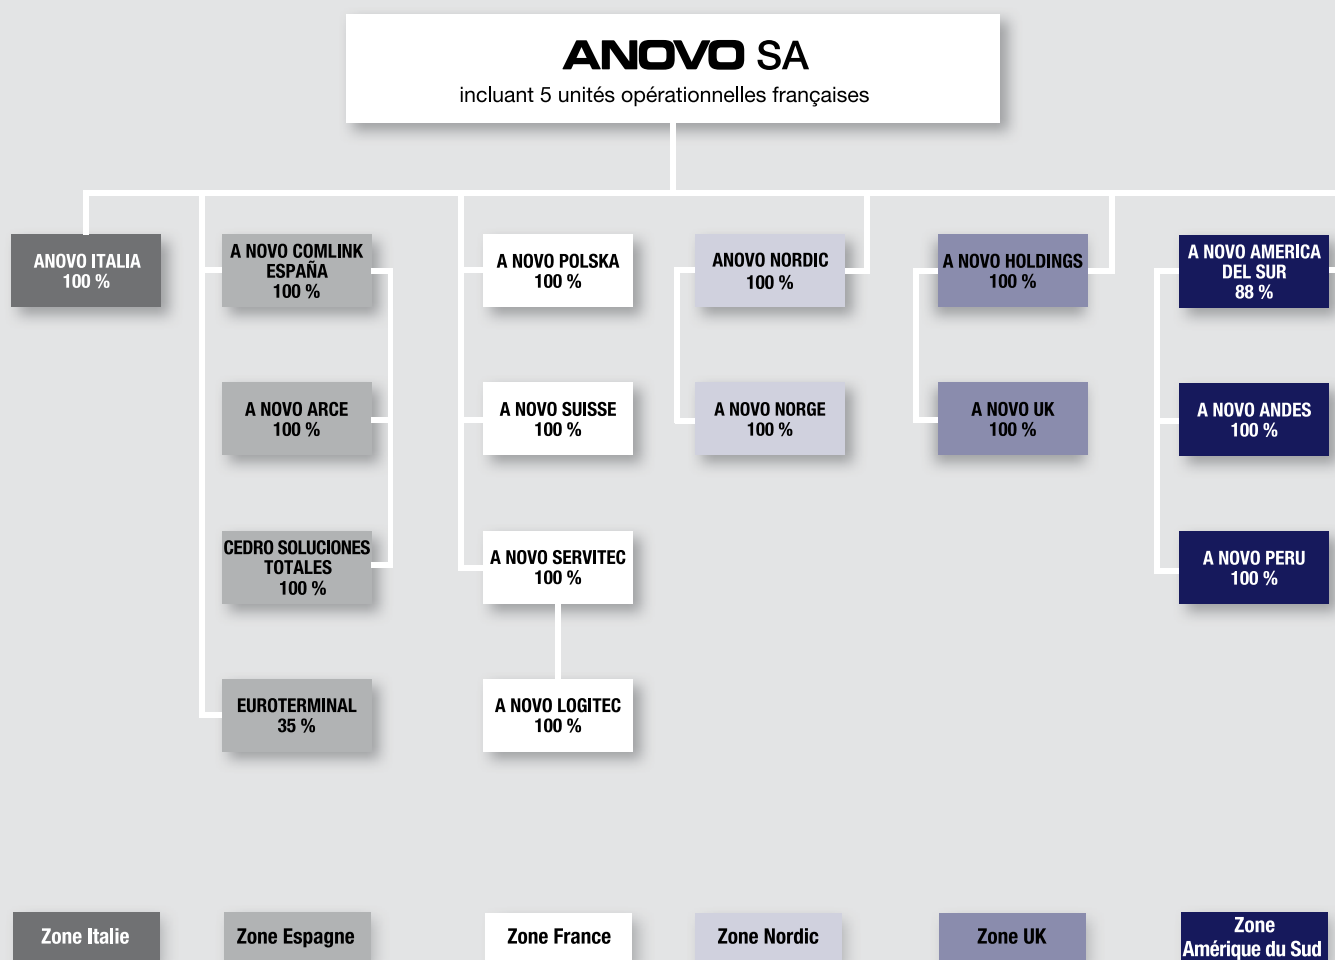 ANOVO SA
incluant 5 unités opérationnelles françaises
ANOVO ITALIA
100 %
A NOVO COMLINK
ESPAÑA
100 %
A NOVO POLSKA
100 %
ANOVO NORDIC
100 %
A NOVO HOLDINGS
100 %
A NOVO AMERICA
DEL SUR
88 %
A NOVO ARCE
100 %
A NOVO SUISSE
100 %
A NOVO NORGE
100 %
A NOVO UK
100 %
A NOVO ANDES
100 %
CEDRO SOLUCIONES
TOTALES
100 %
A NOVO SERVITEC
100 %
A NOVO PERU
100 %
EUROTERMINAL
35 %
A NOVO LOGITEC
100 %
Zone Italie
Zone Espagne
Zone France
Zone Nordic
Zone UK
Zone
Amérique du Sud